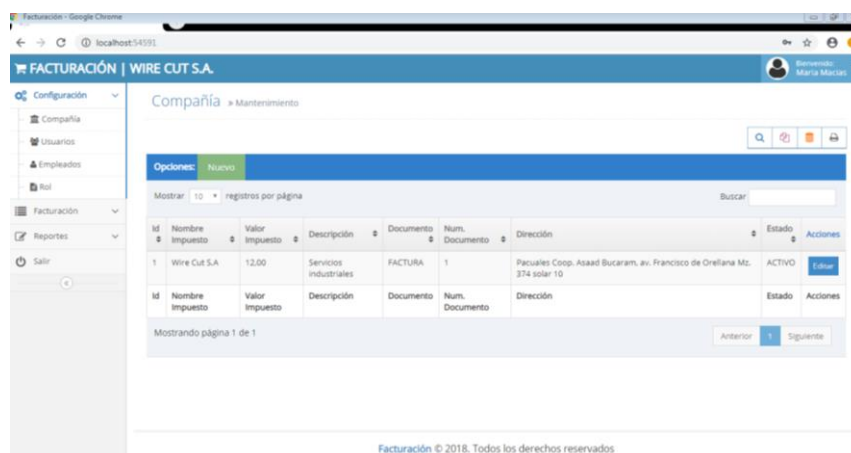 Facturación - Google Chrome
localhost:54591
FACTURACIÓN | WIRE CUT S.A.
Bienvenido:
Maria Macias
Configuración
Compañía
Usuarios
Empleados
Rol
Facturación
Reportes
Salir
Compañía » Mantenimiento
Opciones: Nuevo
Mostrar 10 registros por página
Buscar
Id Nombre Impuesto Valor Impuesto Descripción Documento Num. Documento Dirección Estado Acciones
1 Wire Cut S.A 12,00 Servicios industriales FACTURA 1 Pacuales Coop. Asaad Bucaram, av. Francisco de Orellana Mz. 374 solar 10 ACTIVO Editar
Id Nombre Impuesto Valor Impuesto Descripción Documento Num. Documento Dirección Estado Acciones
Mostrando página 1 de 1
Anterior 1 Siguiente
Facturación © 2018. Todos los derechos reservados